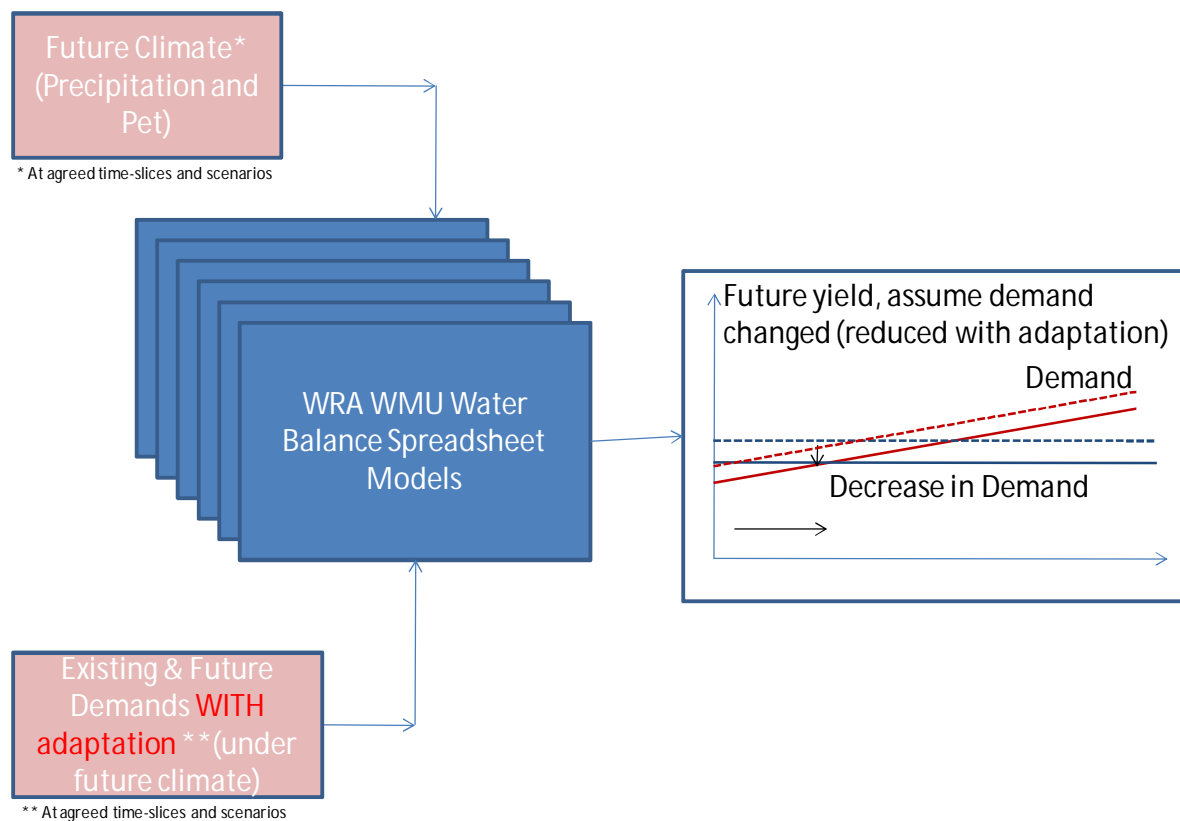 Future Climate*
(Precipitation and
Pet)
* At agreed time-slices and scenarios
WRA WMU Water
Balance Spreadsheet
Models
Future yield, assume demand
changed (reduced with adaptation)
Demand
Decrease in Demand
Existing & Future
Demands WITH
adaptation **(under
future climate)
** At agreed time-slices and scenarios